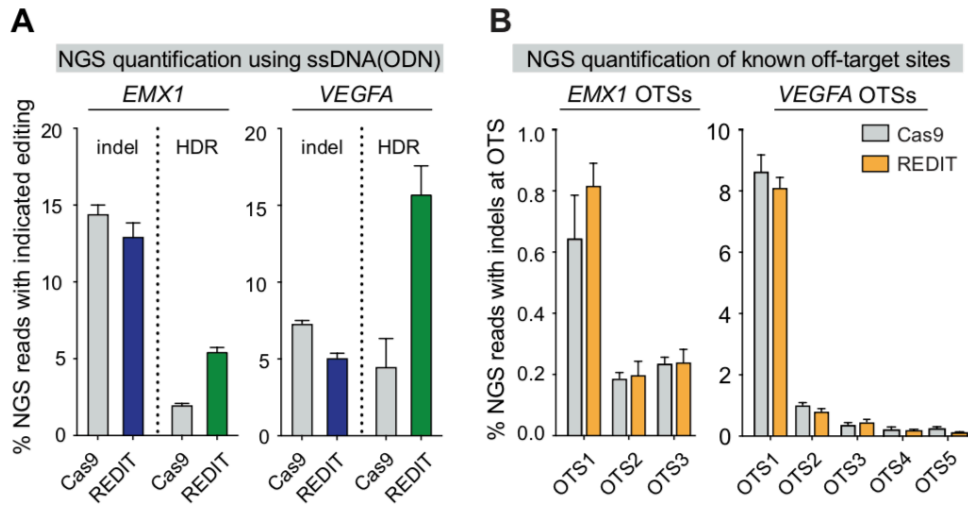 A
NGS quantification using ssDNA(ODN)
EMX1
VEGFA
% NGS reads with indicated editing
20
15
10
5
0
indel
HDR
Cas9
REDIT
Cas9
REDIT
20
15
10
5
0
indel
HDR
Cas9
REDIT
Cas9
REDIT
B
NGS quantification of known off-target sites
EMX1 OTSs
VEGFA OTSs
% NGS reads with indels at OTS
1.0
0.8
0.6
0.4
0.2
0.0
OTS1
OTS2
OTS3
10
8
6
4
2
0
Cas9
REDIT
OTS1
OTS2
OTS3
OTS4
OTS5